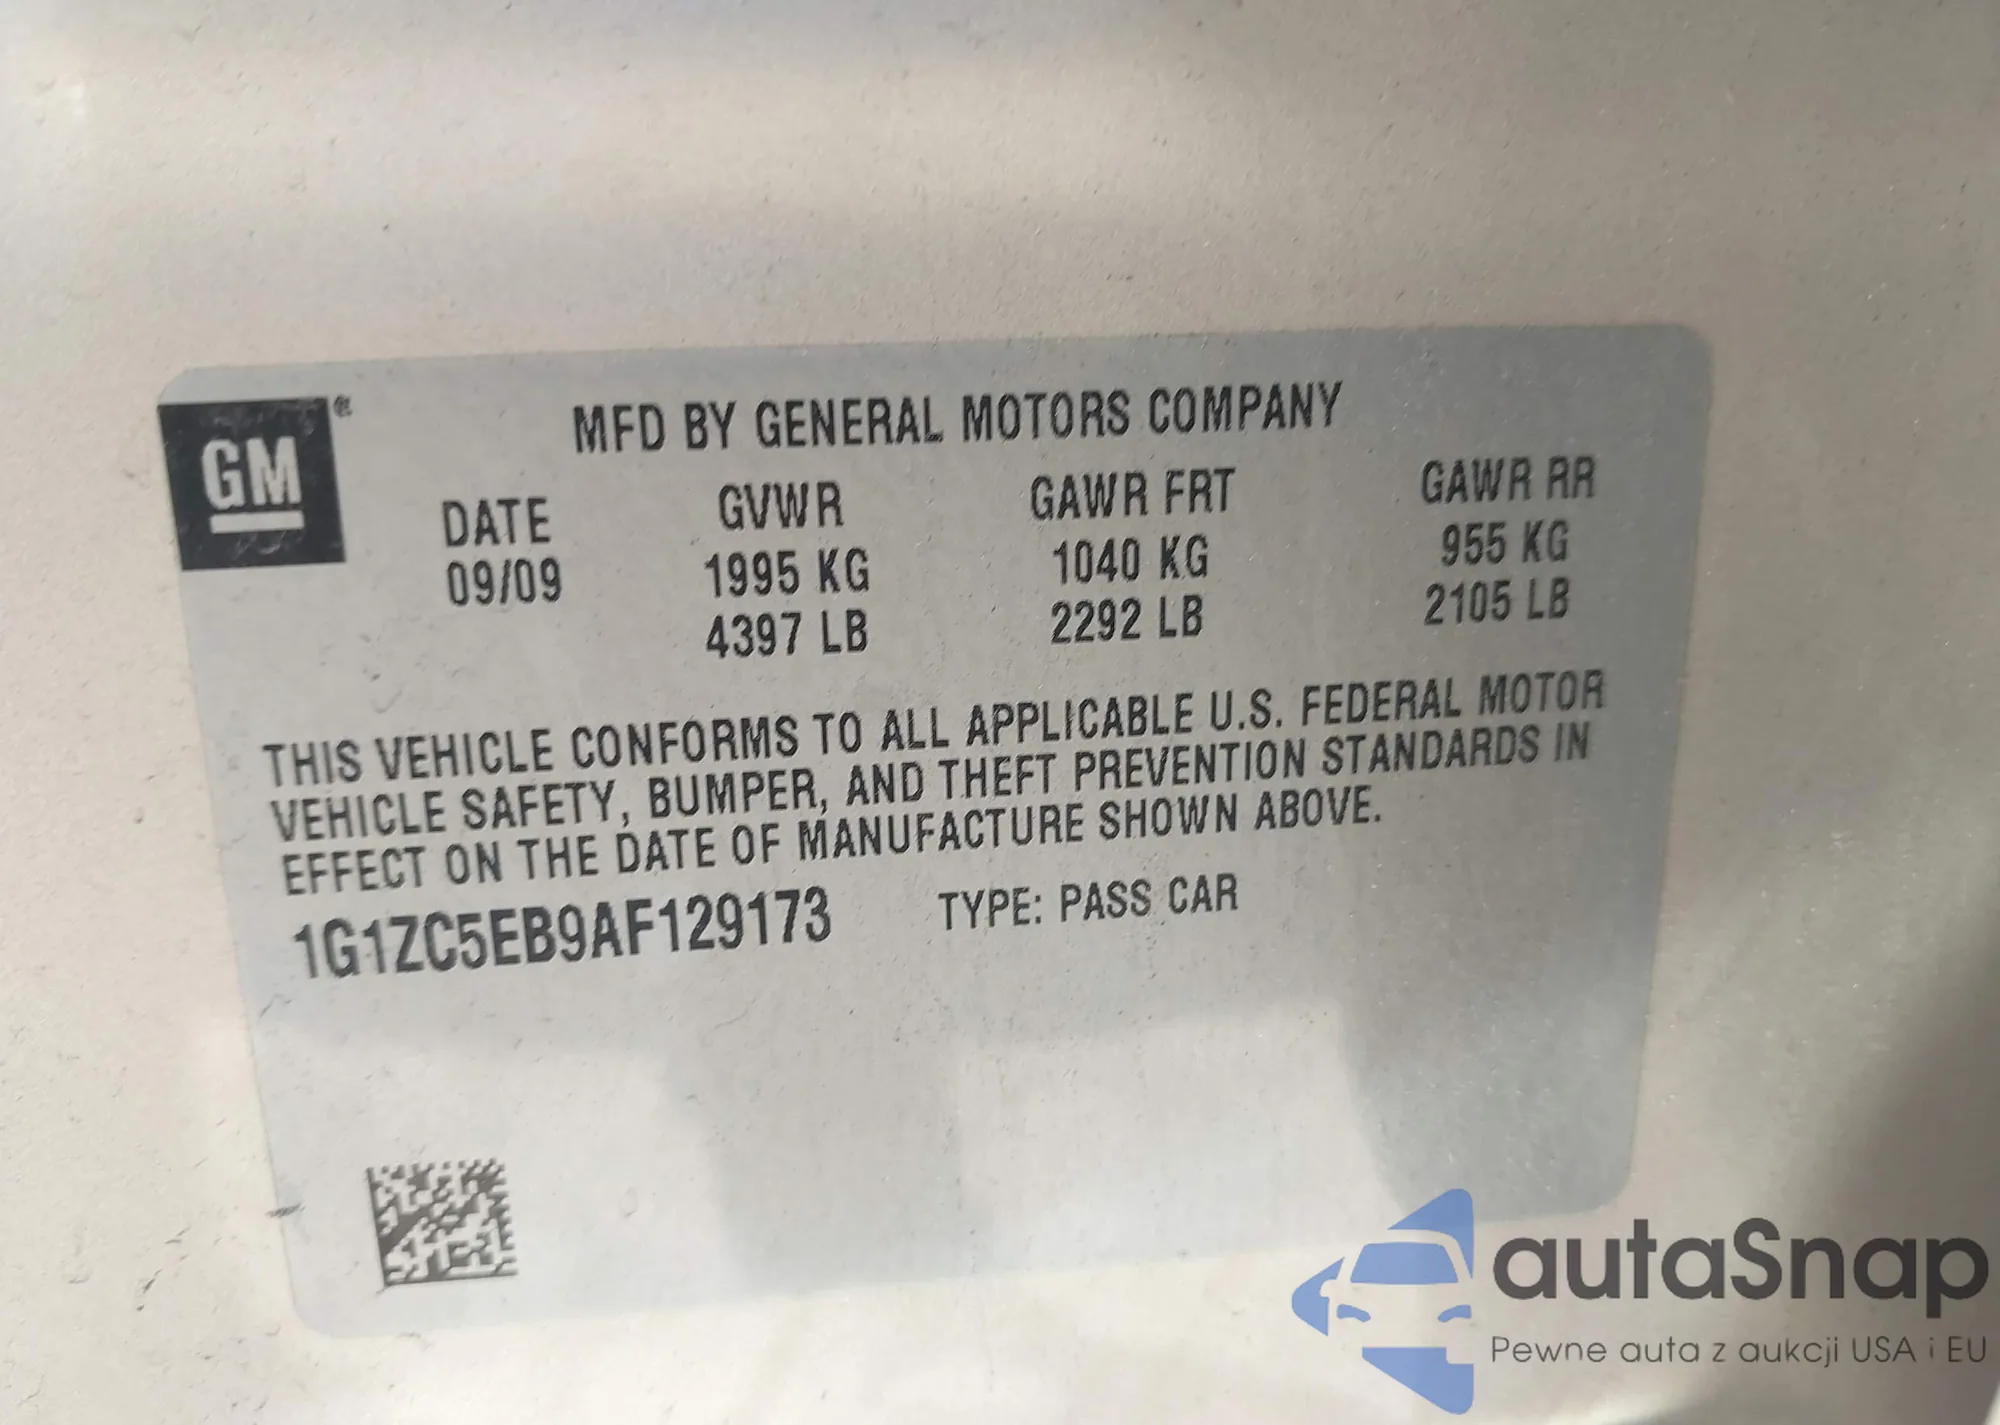 GM®
MFD BY GENERAL MOTORS COMPANY
DATE GVWR GAWR FRT GAWR RR
09/09 1995 KG 1040 KG 955 KG
4397 LB 2292 LB 2105 LB
THIS VEHICLE CONFORMS TO ALL APPLICABLE U.S. FEDERAL MOTOR
VEHICLE SAFETY, BUMPER, AND THEFT PREVENTION STANDARDS IN
EFFECT ON THE DATE OF MANUFACTURE SHOWN ABOVE.
1G1ZC5EB9AF129173 TYPE: PASS CAR
autaSnap
Pewne auta z aukcji USA i EU